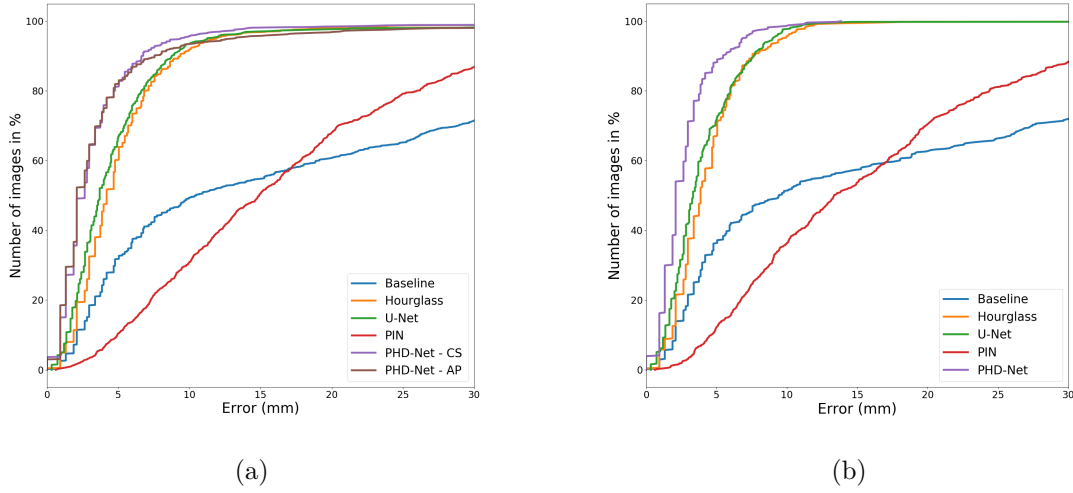 100
80
60
40
20
0
Number of images in %
0 5 10 15 20 25 30
Error (mm)
Baseline
Hourglass
U-Net
PIN
PHD-Net - CS
PHD-Net - AP
(a)
100
80
60
40
20
0
Number of images in %
0 5 10 15 20 25 30
Error (mm)
Baseline
Hourglass
U-Net
PIN
PHD-Net
(b)